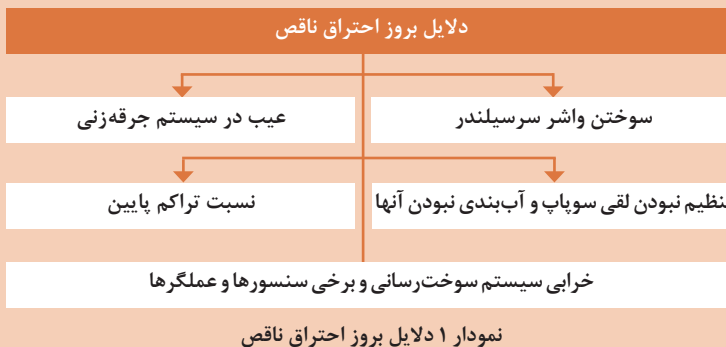 دلایل بروز احتراق ناقص
سوختن واشر سرسیلندر
عیب در سیستم جرقه‌زنی
تنظیم نبودن لقی سوپاپ و آب‌بندی نبودن آنها
نسبت تراکم پایین
خرابی سیستم سوخت‌رسانی و برخی سنسورها و عملگرها
نمودار ۱ دلایل بروز احتراق ناقص